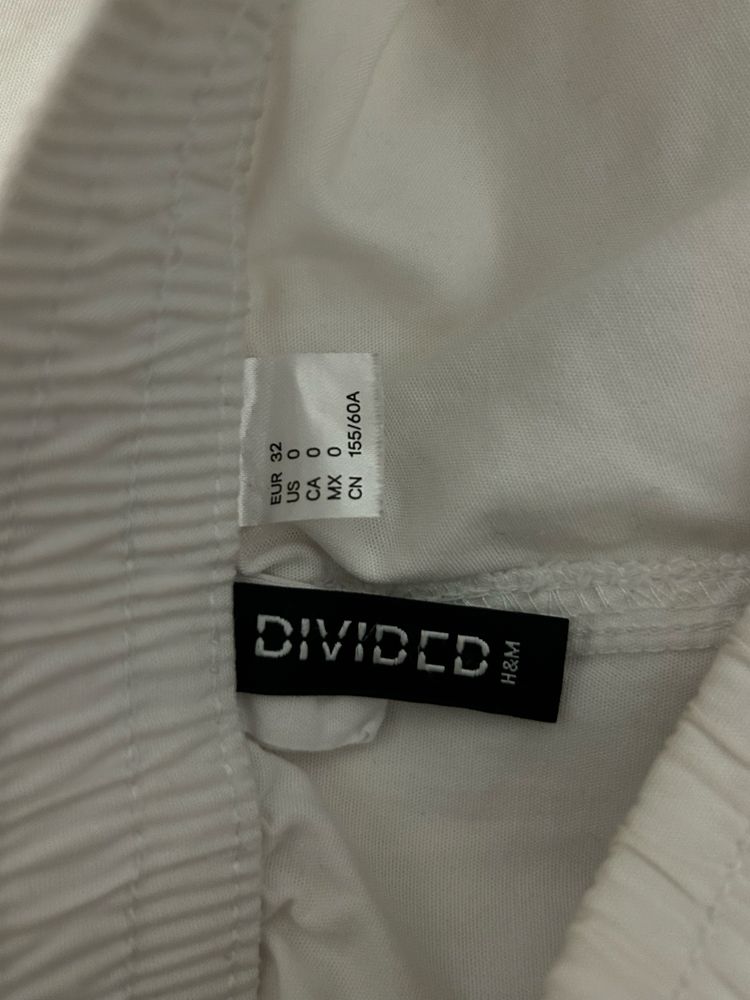 EUR 32
US 0
CA 0
MX 0
CN 155/60A
DIVIDED
H&M